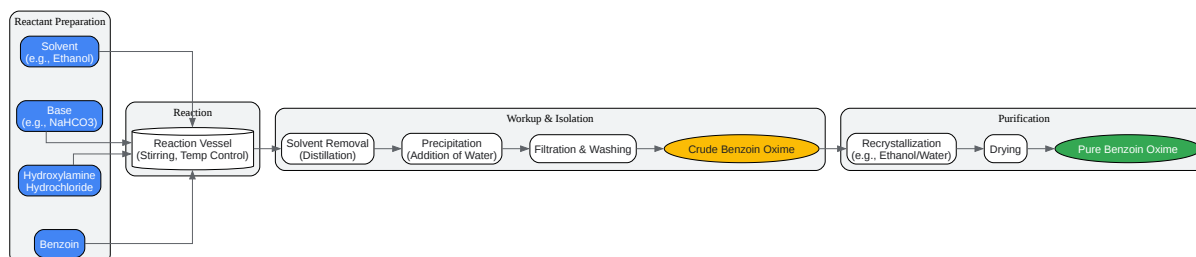 Reactant Preparation
Solvent
(e.g., Ethanol)
Base
(e.g., NaHCO3)
Hydroxylamine
Hydrochloride
Benzoin
Reaction
Reaction Vessel
(Stirring, Temp Control)
Workup & Isolation
Solvent Removal
(Distillation)
Precipitation
(Addition of Water)
Filtration & Washing
Crude Benzoin Oxime
Purification
Recrystallization
(e.g., Ethanol/Water)
Drying
Pure Benzoin Oxime